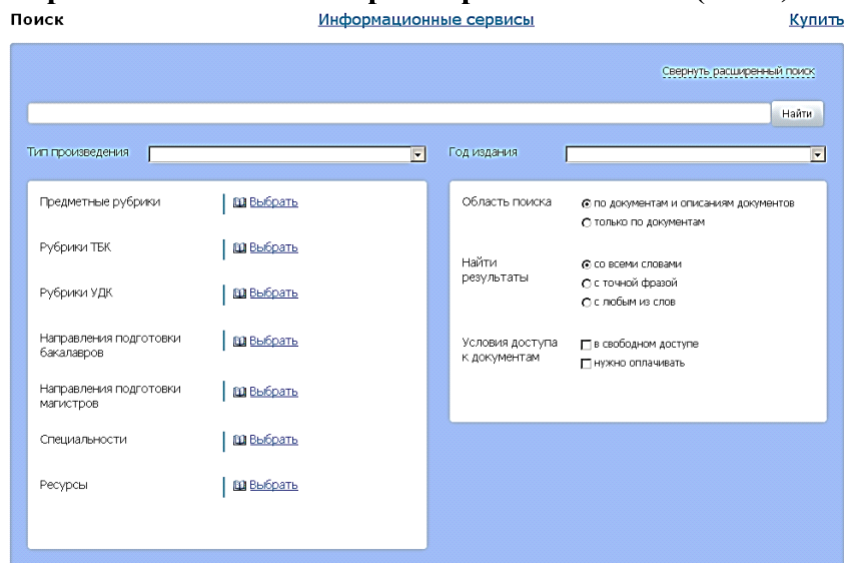 Поиск Информационные сервисы Купить
Свернуть расширенный поиск
Найти
Тип произведения Год издания
Предметные рубрики Выбрать
Рубрики ТБК Выбрать
Рубрики УДК Выбрать
Направления подготовки
бакалавров Выбрать
Направления подготовки
магистров Выбрать
Специальности Выбрать
Ресурсы Выбрать
Область поиска по документам и описаниям документов
только по документам
Найти
результаты со всеми словами
с точной фразой
с любым из слов
Условия доступа
к документам в свободном доступе
нужно оплачивать